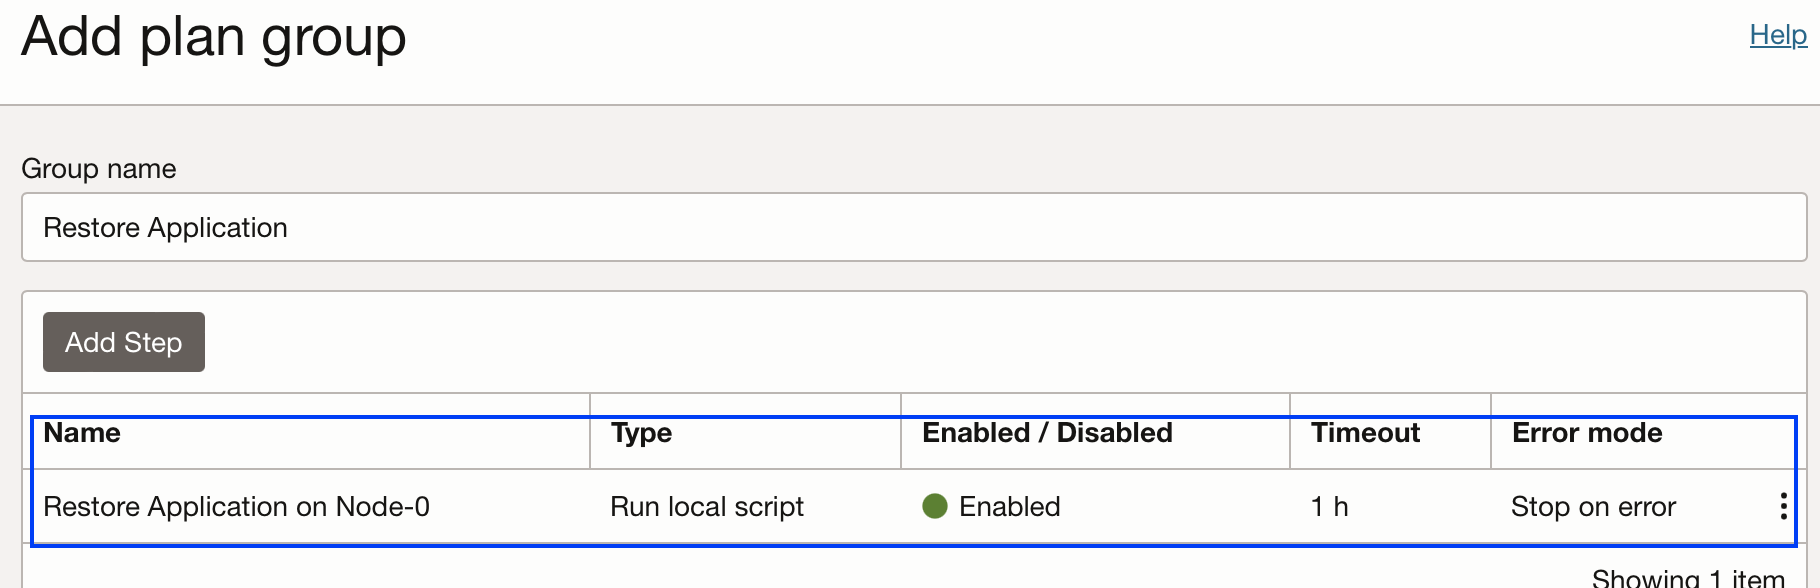 Add plan group
Help
Group name
Restore Application
Add Step
Name Type Enabled / Disabled Timeout Error mode
Restore Application on Node-0 Run local script Enabled 1 h Stop on error
Showing 1 item